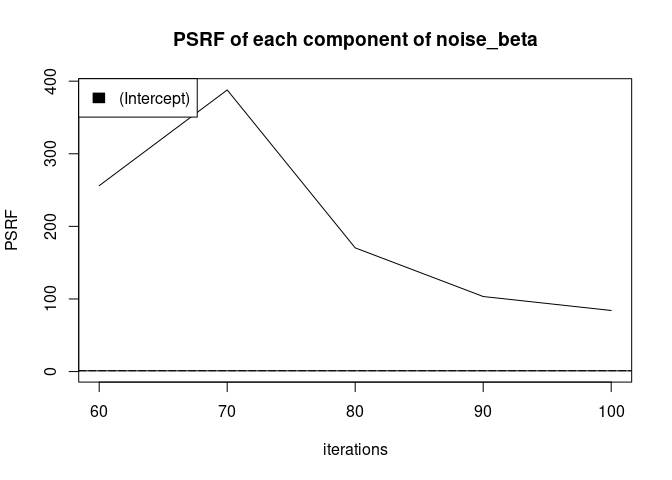 PSRF of each component of noise_beta
(Intercept)
PSRF
400
300
200
100
0
60 70 80 90 100
iterations